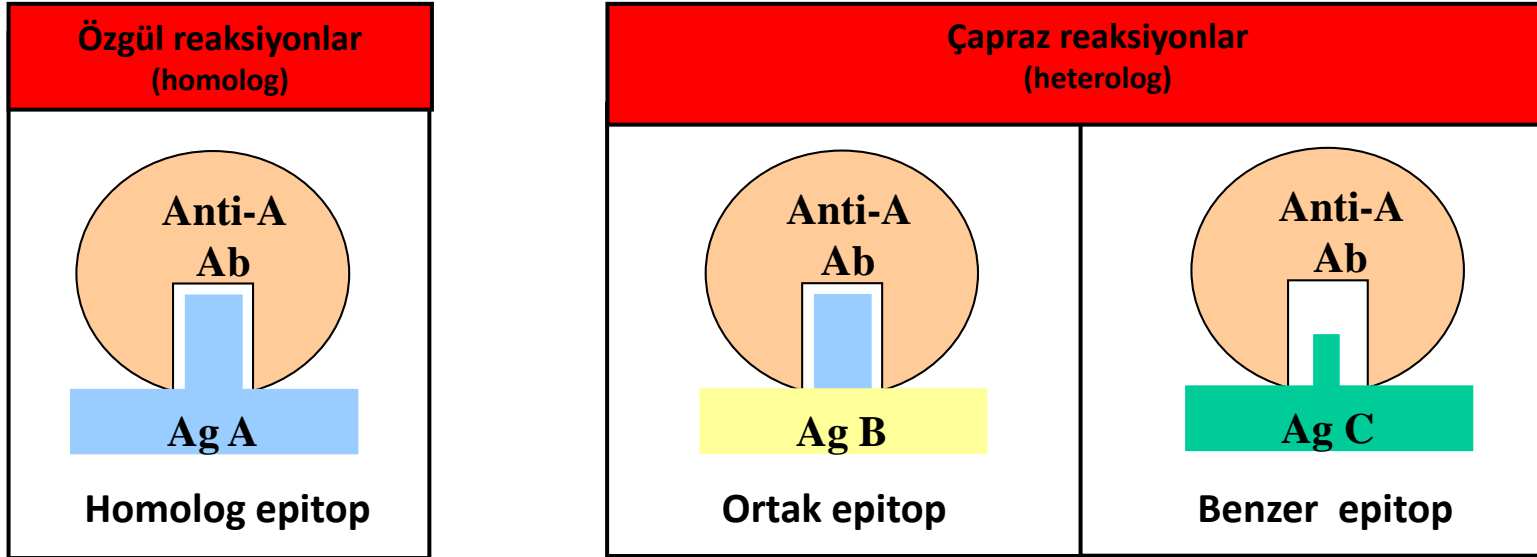 Özgül reaksiyonlar
(homolog)
Anti-A
Ab
Ag A
Homolog epitop
Çapraz reaksiyonlar
(heterolog)
Anti-A
Ab
Ag B
Ortak epitop
Anti-A
Ab
Ag C
Benzer epitop